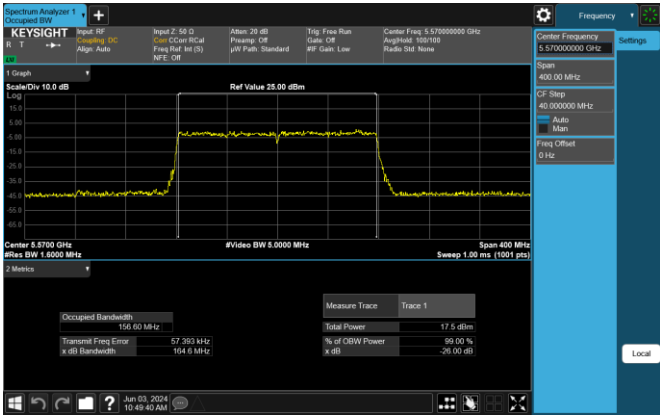 Spectrum Analyzer 1
Occupied BW
+
Frequency
KEYSIGHT
R T
LVI
Input: RF
Coupling: DC
Align: Auto
Input Z: 50 Ω
Corr CCorr RCal
Freq Ref: Int (S)
NFE: Off
Atten: 20 dB
Preamp: Off
µW Path: Standard
Trig: Free Run
Gate: Off
#IF Gain: Low
Center Freq: 5.570000000 GHz
Avg|Hold: 100/100
Radio Std: None
Center Frequency
5.570000000 GHz
Settings
Span
400.00 MHz
CF Step
40.000000 MHz
Auto
Man
Freq Offset
0 Hz
Local
1 Graph
Scale/Div 10.0 dB
Ref Value 25.00 dBm
Log
15.0
5.00
-5.00
-15.0
-25.0
-35.0
-45.0
-55.0
-65.0
Center 5.5700 GHz
#Video BW 5.0000 MHz
Span 400 MHz
#Res BW 1.6000 MHz
Sweep 1.00 ms (1001 pts)
2 Metrics
Measure Trace
Trace 1
Occupied Bandwidth
156.60 MHz
Total Power
17.5 dBm
Transmit Freq Error
57.393 kHz
% of OBW Power
99.00 %
x dB Bandwidth
164.6 MHz
x dB
-26.00 dB
?
Jun 03, 2024
10:49:40 AM